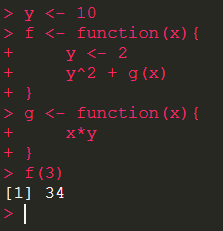 > y <- 10
> f <- function(x){
+     y <- 2
+     y^2 + g(x)
+ }
> g <- function(x){
+     x*y
+ }
> f(3)
[1] 34
>